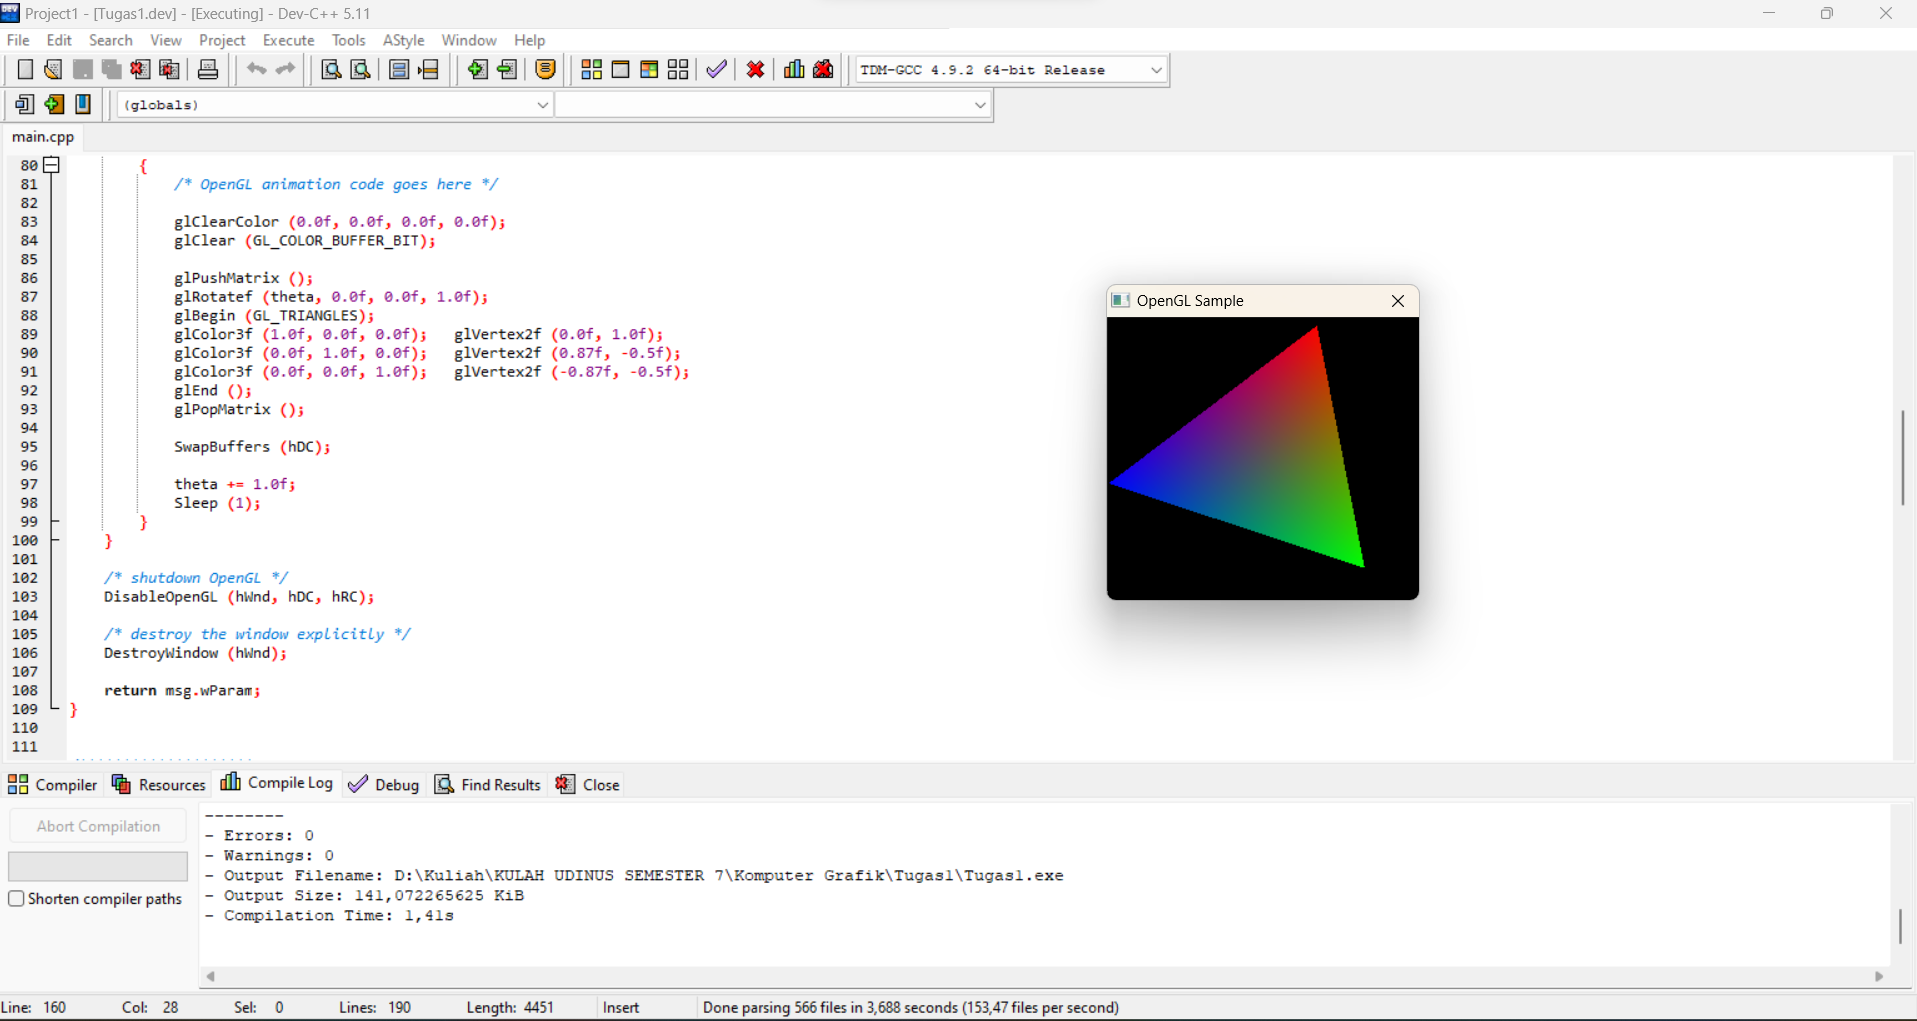 Project1 - [Tugas1.dev] - [Executing] - Dev-C++ 5.11
File Edit Search View Project Execute Tools AStyle Window Help
TDM-GCC 4.9.2 64-bit Release
(globals)
main.cpp
80 {
81 /* OpenGL animation code goes here */
82
83 glClearColor (0.0f, 0.0f, 0.0f, 0.0f);
84 glClear (GL_COLOR_BUFFER_BIT);
85
86 glPushMatrix ();
87 glRotatef (theta, 0.0f, 0.0f, 1.0f);
88 glBegin (GL_TRIANGLES);
89 glColor3f (1.0f, 0.0f, 0.0f); glVertex2f (0.0f, 1.0f);
90 glColor3f (0.0f, 1.0f, 0.0f); glVertex2f (0.87f, -0.5f);
91 glColor3f (0.0f, 0.0f, 1.0f); glVertex2f (-0.87f, -0.5f);
92 glEnd ();
93 glPopMatrix ();
94
95 SwapBuffers (hDC);
96
97 theta += 1.0f;
98 Sleep (1);
99 }
100 }
101
102 /* shutdown OpenGL */
103 DisableOpenGL (hWnd, hDC, hRC);
104
105 /* destroy the window explicitly */
106 DestroyWindow (hWnd);
107
108 return msg.wParam;
109 }
110
111
OpenGL Sample
Compiler Resources Compile Log Debug Find Results Close
Abort Compilation
Shorten compiler paths
--------
- Errors: 0
- Warnings: 0
- Output Filename: D:\Kuliah\KULAH UDINUS SEMESTER 7\Komputer Grafik\Tugas1\Tugas1.exe
- Output Size: 141,072265625 KiB
- Compilation Time: 1,41s
Line: 160 Col: 28 Sel: 0 Lines: 190 Length: 4451 Insert Done parsing 566 files in 3,688 seconds (153,47 files per second)